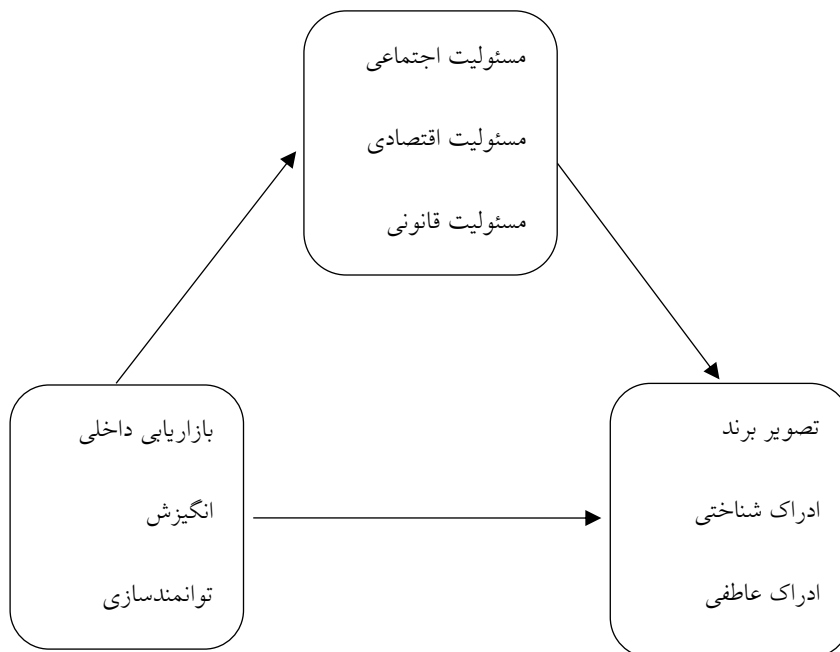 مسئولیت اجتماعی
مسئولیت اقتصادی
مسئولیت قانونی
بازاریابی داخلی
انگیزش
توانمندسازی
تصویر برند
ادراک شناختی
ادراک عاطفی